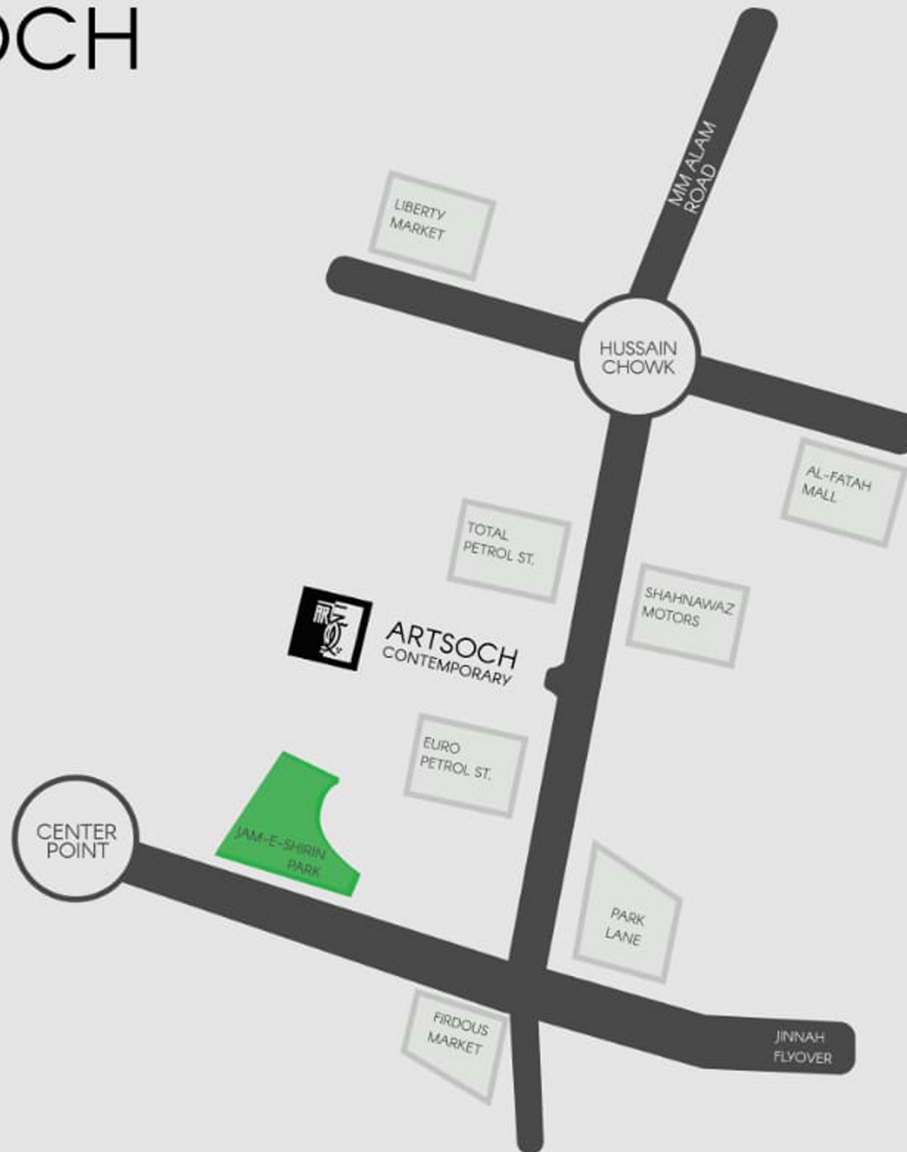 OCH
MM ALAM
ROAD
LIBERTY
MARKET
HUSSAIN
CHOWK
AL-FATAH
MALL
TOTAL
PETROL ST.
SHAHNAWAZ
MOTORS
ARTSOCH
CONTEMPORARY
EURO
PETROL ST.
CENTER
POINT
JAM-E-SHIRIN
PARK
PARK
LANE
FIRDOUS
MARKET
JINNAH
FLYOVER